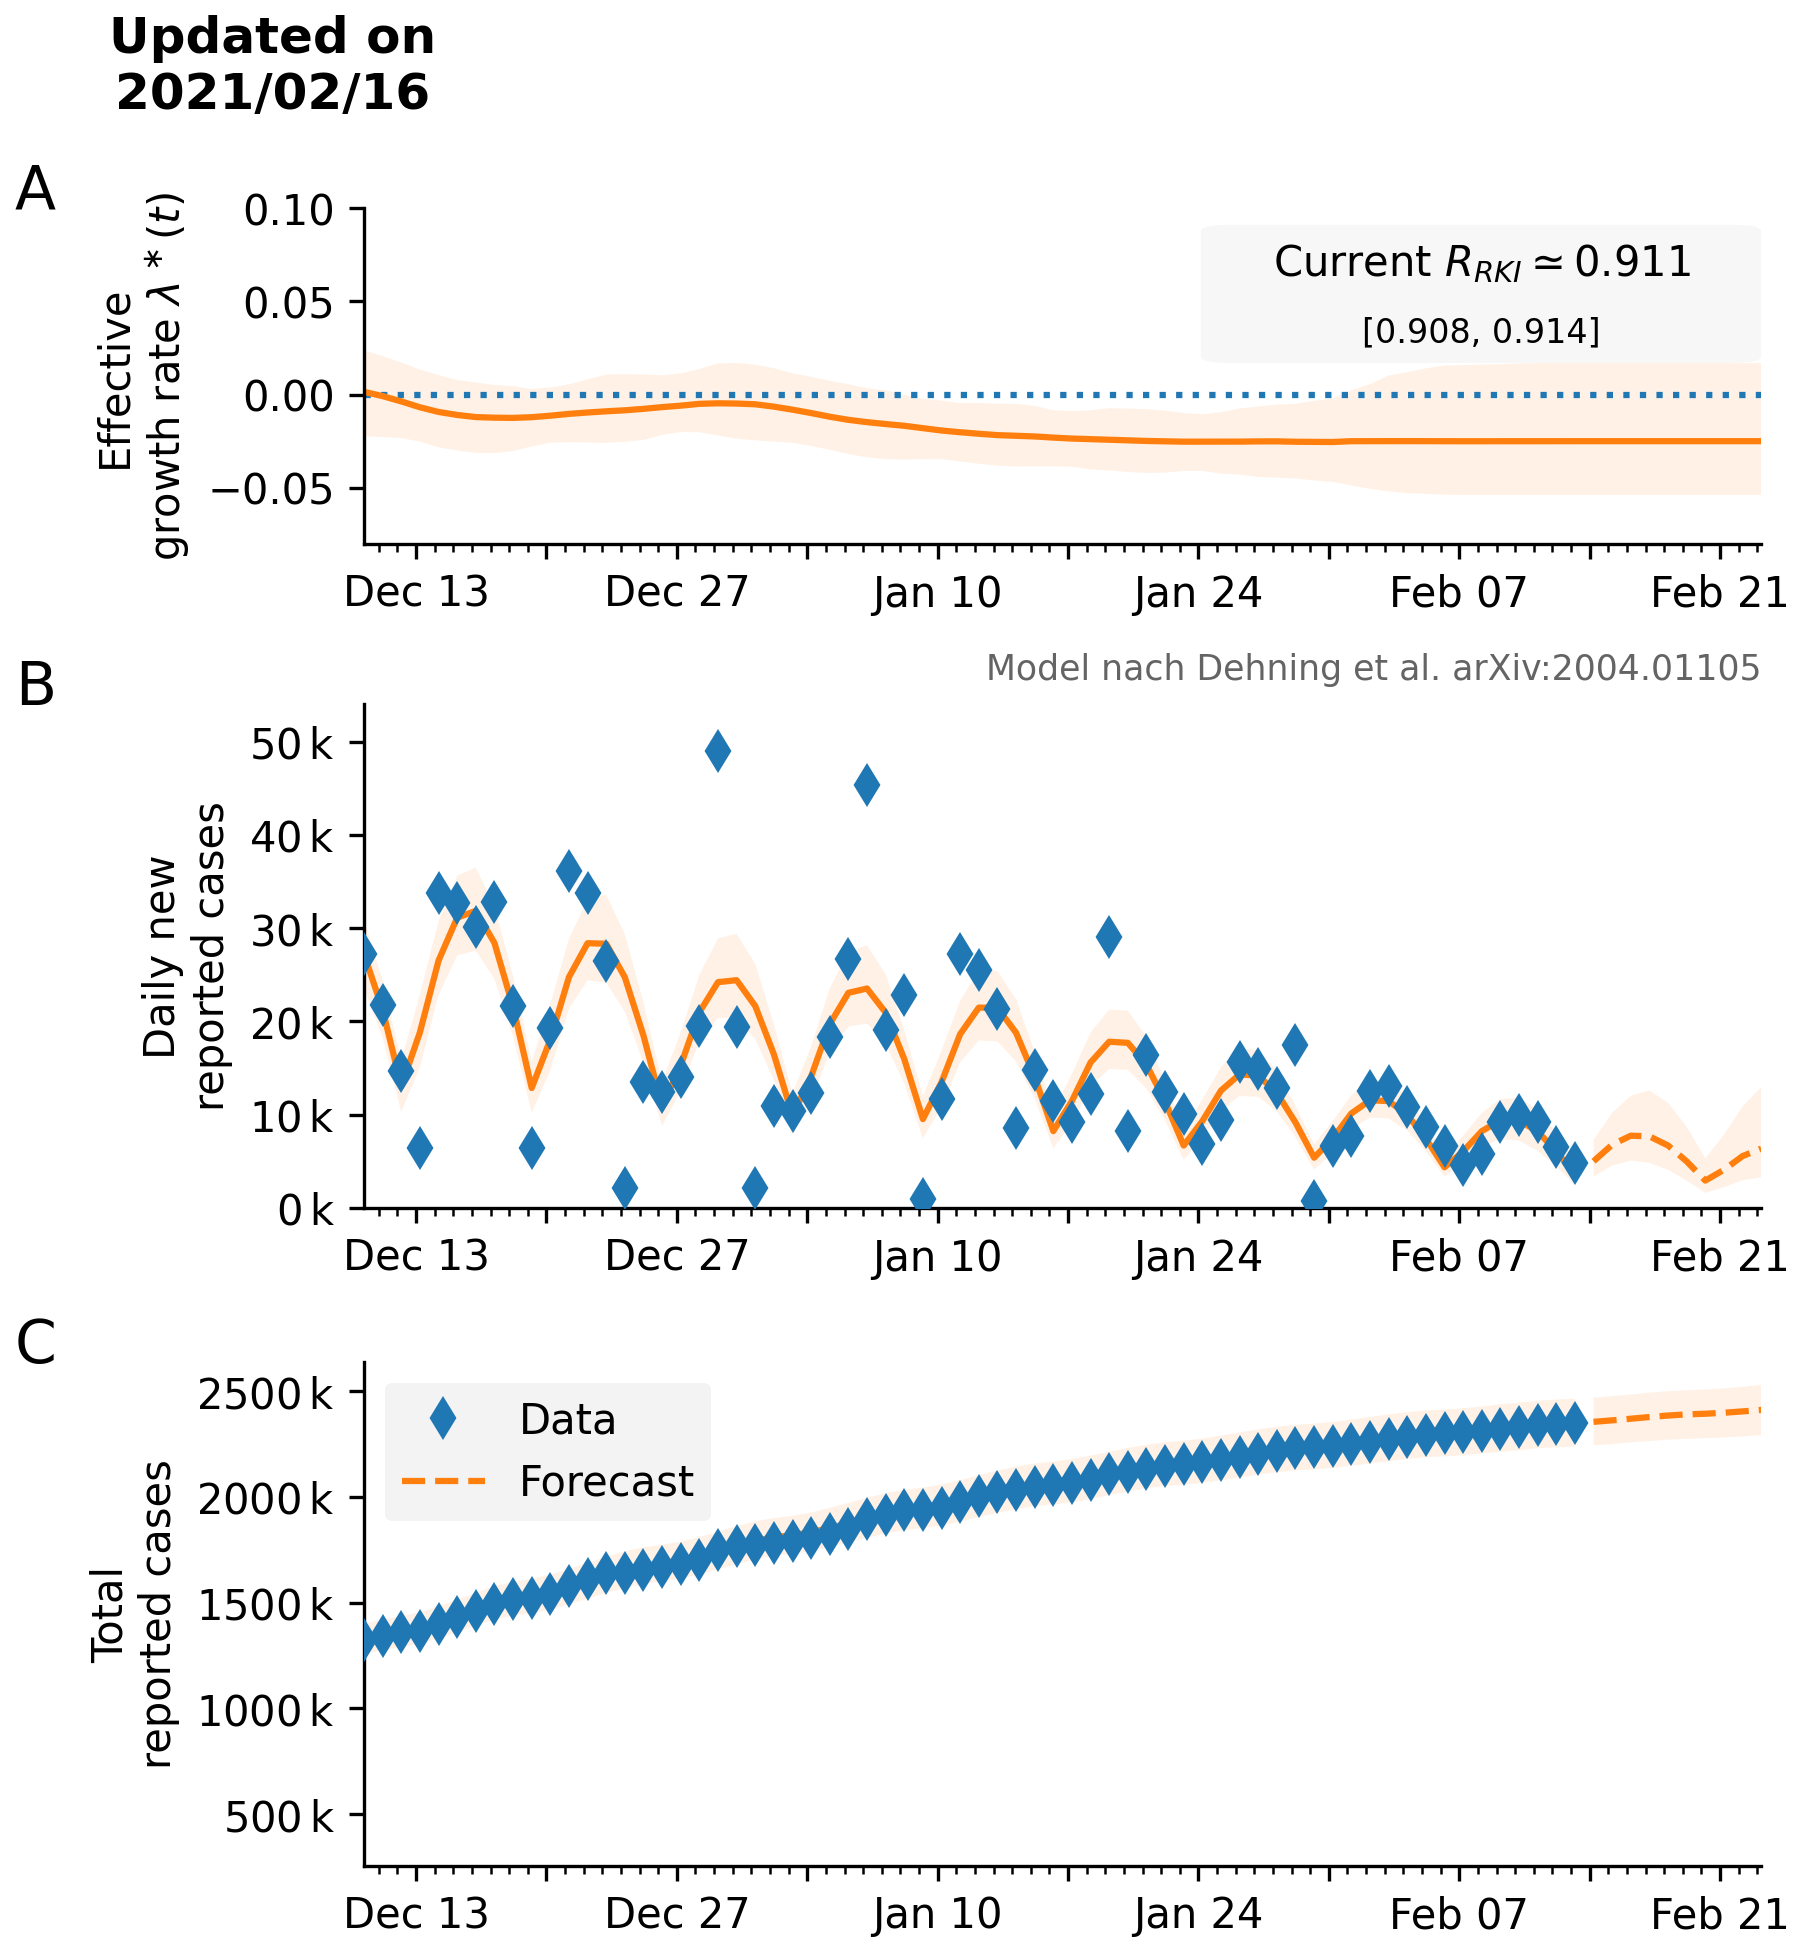 Updated on
2021/02/16
A
Effective
growth rate λ * (t)
0.10
0.05
0.00
−0.05
Current R_RKI ≃ 0.911
[0.908, 0.914]
Dec 13
Dec 27
Jan 10
Jan 24
Feb 07
Feb 21
Model nach Dehning et al. arXiv:2004.01105
B
Daily new
reported cases
50 k
40 k
30 k
20 k
10 k
0 k
Dec 13
Dec 27
Jan 10
Jan 24
Feb 07
Feb 21
C
Total
reported cases
2500 k
2000 k
1500 k
1000 k
500 k
Data
Forecast
Dec 13
Dec 27
Jan 10
Jan 24
Feb 07
Feb 21